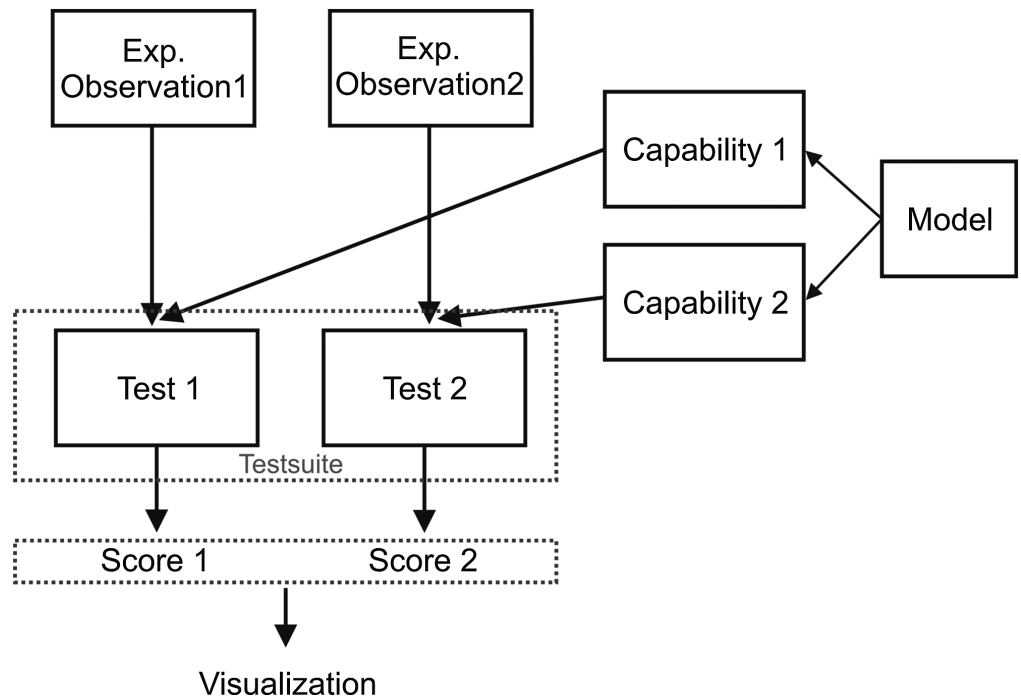 Exp.
Observation1
Exp.
Observation2
Capability 1
Model
Capability 2
Test 1
Test 2
Testsuite
Score 1
Score 2
Visualization